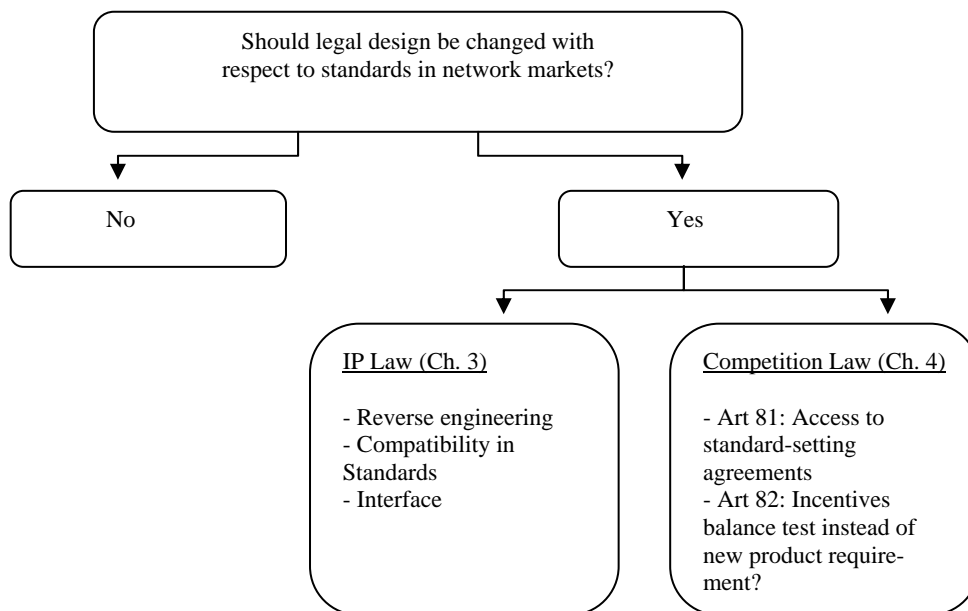 Should legal design be changed with
respect to standards in network markets?
No
Yes
IP Law (Ch. 3)
- Reverse engineering
- Compatibility in
Standards
- Interface
Competition Law (Ch. 4)
- Art 81: Access to
standard-setting
agreements
- Art 82: Incentives
balance test instead of
new product require-
ment?